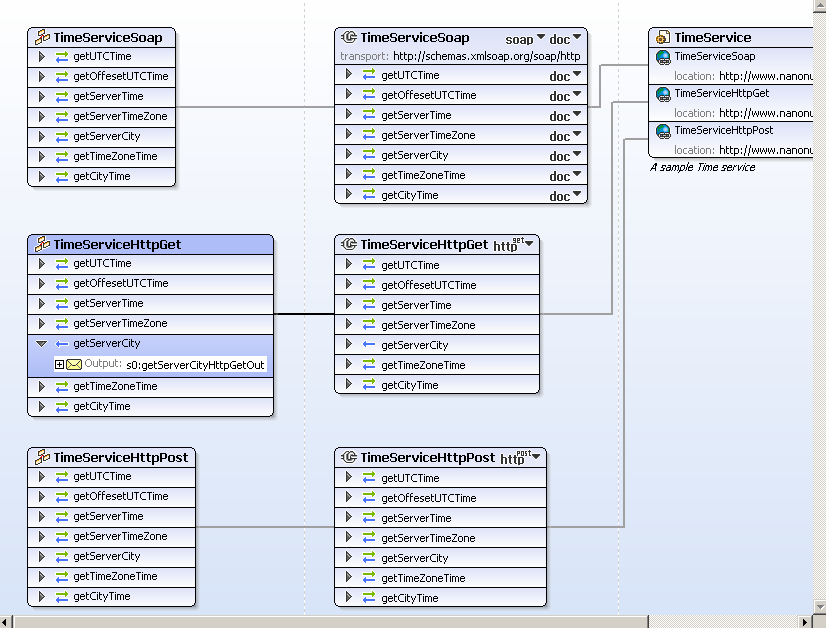 TimeServiceSoap
getUTCTime
getOffesetUTCTime
getServerTime
getServerTimeZone
getServerCity
getTimeZoneTime
getCityTime
TimeServiceSoap soap doc
transport: http://schemas.xmlsoap.org/soap/http
getUTCTime doc
getOffesetUTCTime doc
getServerTime doc
getServerTimeZone doc
getServerCity doc
getTimeZoneTime doc
getCityTime doc
TimeService
TimeServiceSoap
location: http://www.nanonu
TimeServiceHttpGet
location: http://www.nanonu
TimeServiceHttpPost
location: http://www.nanonu
A sample Time service
TimeServiceHttpGet
getUTCTime
getOffesetUTCTime
getServerTime
getServerTimeZone
getServerCity
Output: s0:getServerCityHttpGetOut
getTimeZoneTime
getCityTime
TimeServiceHttpGet http get
getUTCTime
getOffesetUTCTime
getServerTime
getServerTimeZone
getServerCity
getTimeZoneTime
getCityTime
TimeServiceHttpPost
getUTCTime
getOffesetUTCTime
getServerTime
getServerTimeZone
getServerCity
getTimeZoneTime
getCityTime
TimeServiceHttpPost http post
getUTCTime
getOffesetUTCTime
getServerTime
getServerTimeZone
getServerCity
getTimeZoneTime
getCityTime